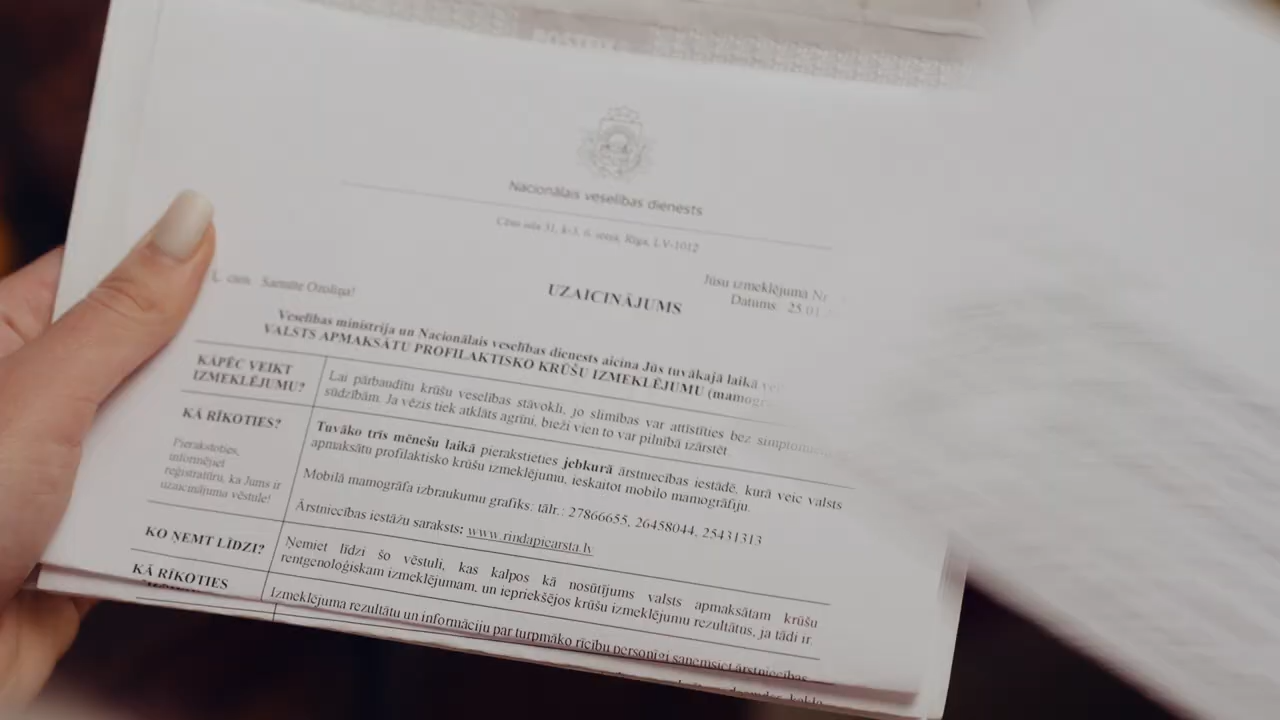 Nacionālais veselības dienests
Cēsu iela 31, k-3, 6. ieeja, Rīga, LV-1012
Jūsu izmeklējuma Nr
Datums: 25.01.
L. cien. Sarmīte Ozoliņa!
UZAICINĀJUMS
Veselības ministrija un Nacionālais veselības dienests aicina Jūs tuvākajā laikā
VALSTS APMAKSĀTU PROFILAKTISKO KRŪŠU IZMEKLĒJUMU (mamogr
KĀPĒC VEIKT
IZMEKLĒJUMU?
Lai pārbaudītu krūšu veselības stāvokli, jo slimības var attīstīties bez simptomiem
sūdzībām. Ja vēzis tiek atklāts agrīni, bieži vien to var pilnībā izārstēt.
KĀ RĪKOTIES?
Pierakstoties,
informējiet
reģistratūru, ka Jums ir
uzaicinājuma vēstule!
Tuvāko trīs mēnešu laikā pierakstieties jebkurā ārstniecības iestādē, kurā veic valsts
apmaksātu profilaktisko krūšu izmeklējumu, ieskaitot mobilo mamogrāfiju.
Mobilā mamogrāfa izbraukumu grafiks: tālr.: 27866655, 26458044, 25431313
Ārstniecības iestāžu saraksts: www.rindapiearsta.lv
KO ŅEMT LĪDZI?
Ņemiet līdzi šo vēstuli, kas kalpos kā nosūtījums valsts apmaksātam krūšu
rentgenoloģiskam izmeklējumam, un iepriekšējos krūšu izmeklējumu rezultātus, ja tādi ir.
KĀ RĪKOTIES
Izmeklējuma rezultātu un informāciju par turpmāko rīcību personīgi saņemsiet ārstniecības